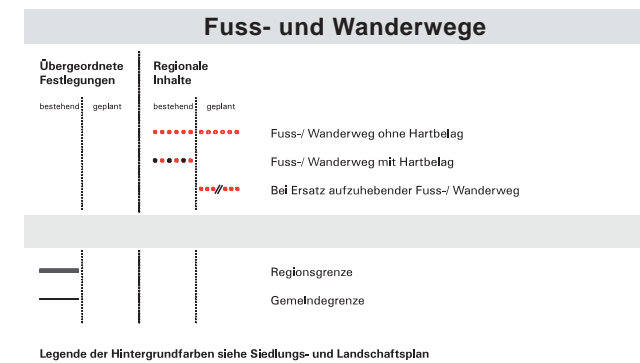 Fuss- und Wanderwege
Übergeordnete Festlegungen
Regionale Inhalte
bestehend geplant bestehend geplant
Fuss-/ Wanderweg ohne Hartbelag
Fuss-/ Wanderweg mit Hartbelag
Bei Ersatz aufzuhebender Fuss-/ Wanderweg
Regionsgrenze
Gemeindegrenze
Legende der Hintergrundfarben siehe Siedlungs- und Landschaftsplan